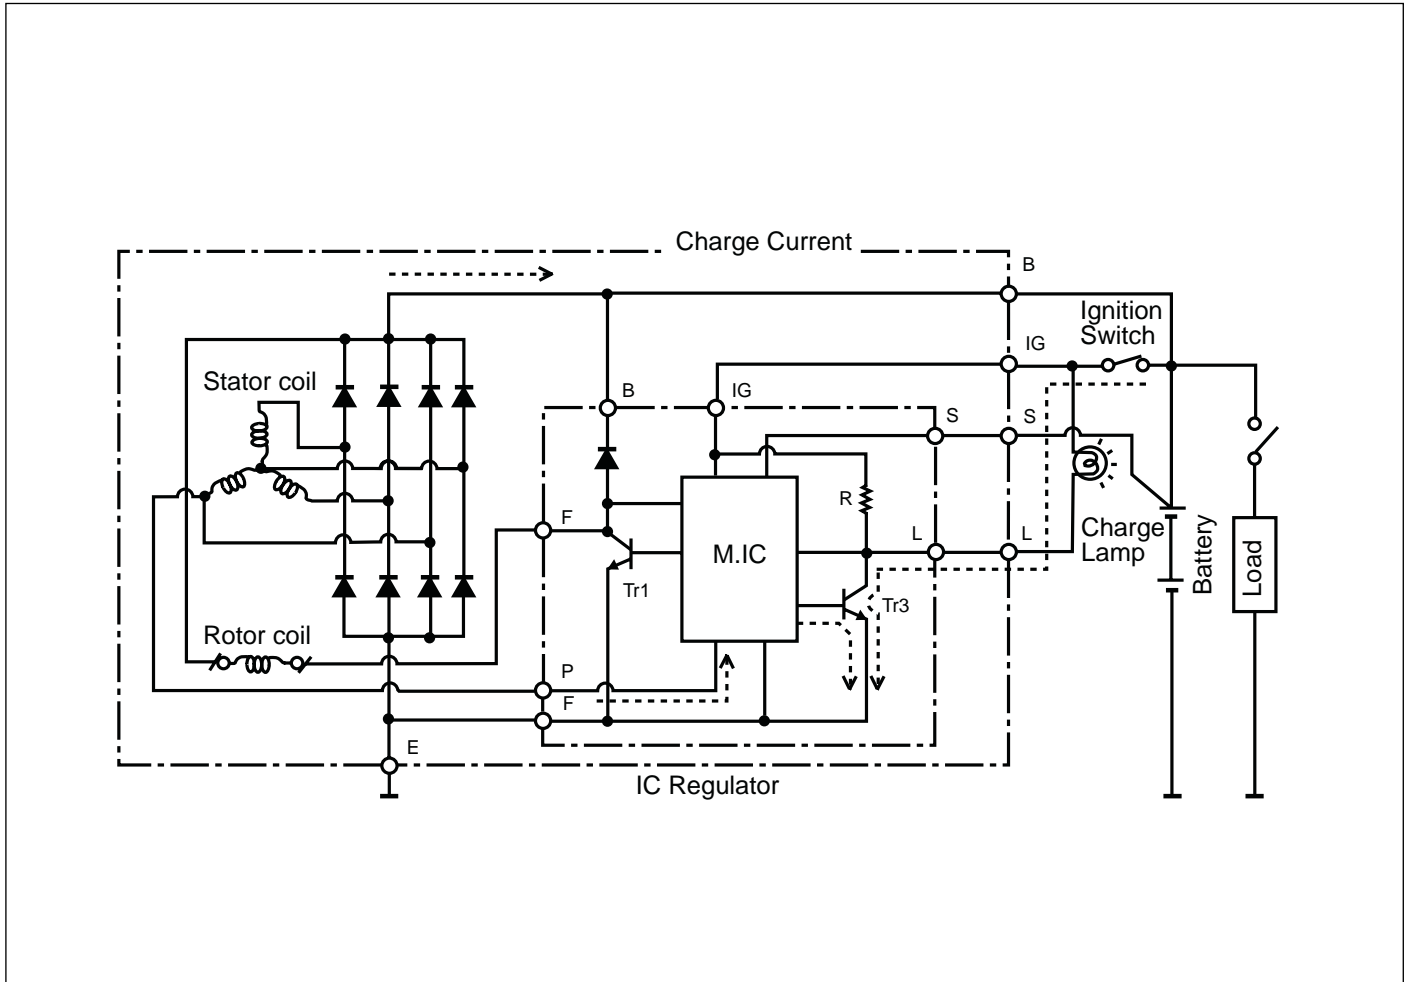 Charge Current
B
Ignition
Switch
IG
Stator coil
B
IG
S
S
R
F
L
L
Charge
Lamp
M.IC
Battery
Load
Tr1
Tr3
Rotor coil
P
F
E
IC Regulator